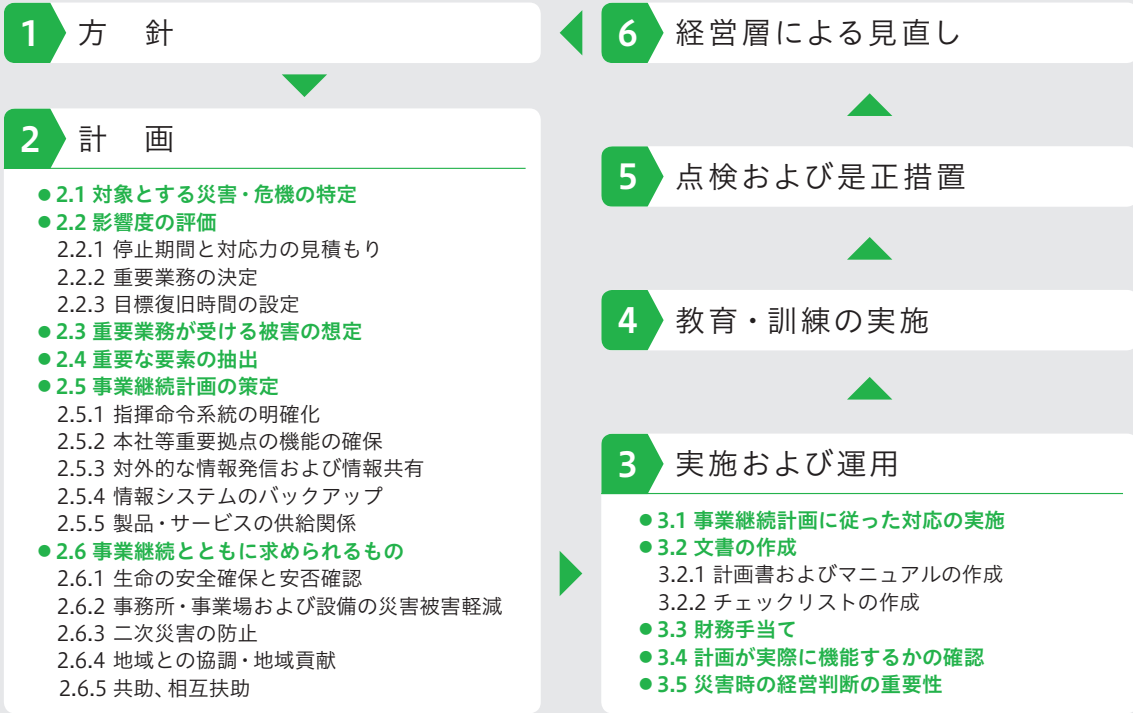 1 方 針
2 計 画
●2.1 対象とする災害・危機の特定
●2.2 影響度の評価
2.2.1 停止期間と対応力の見積もり
2.2.2 重要業務の決定
2.2.3 目標復旧時間の設定
●2.3 重要業務が受ける被害の想定
●2.4 重要な要素の抽出
●2.5 事業継続計画の策定
2.5.1 指揮命令系統の明確化
2.5.2 本社等重要拠点の機能の確保
2.5.3 対外的な情報発信および情報共有
2.5.4 情報システムのバックアップ
2.5.5 製品・サービスの供給関係
●2.6 事業継続とともに求められるもの
2.6.1 生命の安全確保と安否確認
2.6.2 事務所・事業場および設備の災害被害軽減
2.6.3 二次災害の防止
2.6.4 地域との協調・地域貢献
2.6.5 共助、相互扶助
3 実施および運用
●3.1 事業継続計画に従った対応の実施
●3.2 文書の作成
3.2.1 計画書およびマニュアルの作成
3.2.2 チェックリストの作成
●3.3 財務手当て
●3.4 計画が実際に機能するかの確認
●3.5 災害時の経営判断の重要性
4 教育・訓練の実施
5 点検および是正措置
6 経営層による見直し